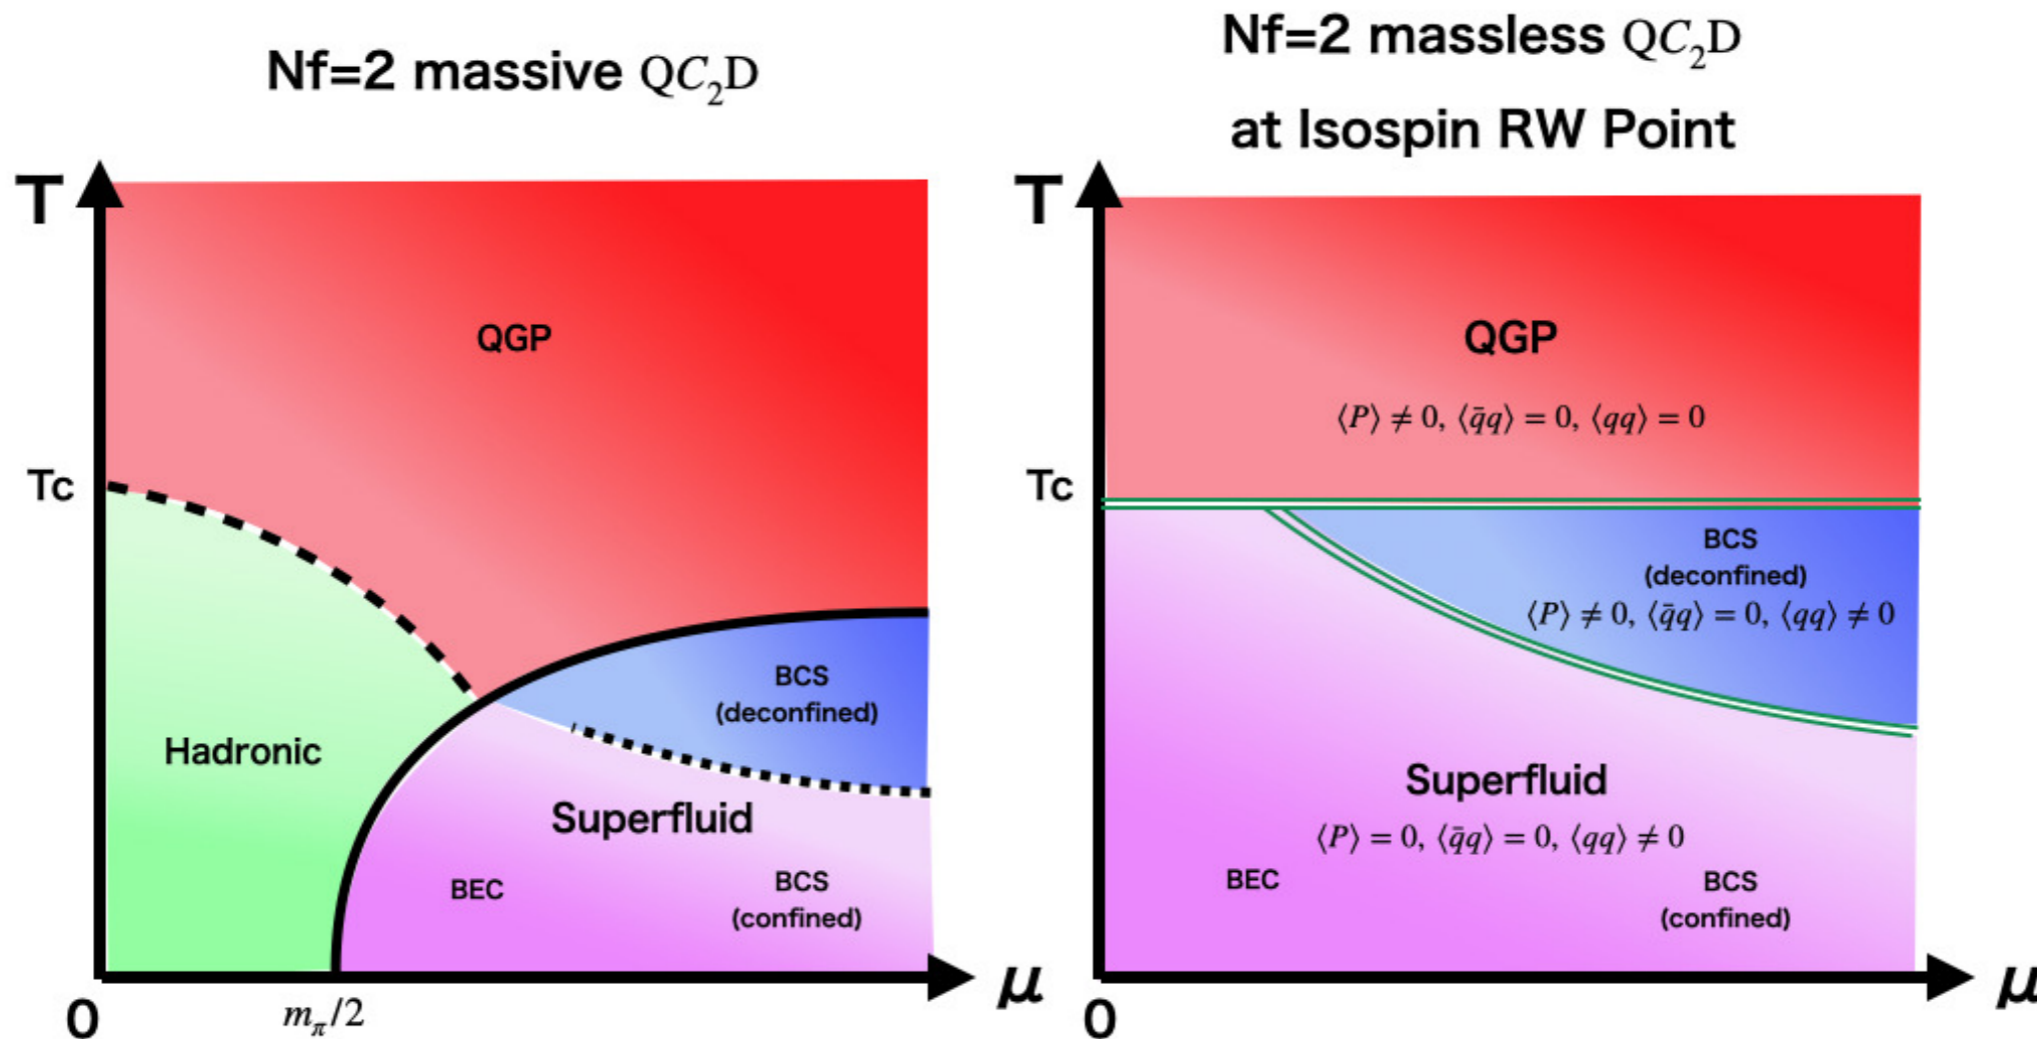 Nf=2 massive QC₂D
T
QGP
Tc
BCS
(deconfined)
Hadronic
Superfluid
BEC
BCS
(confined)
μ
0
mπ/2
Nf=2 massless QC₂D
at Isospin RW Point
T
QGP
⟨P⟩ ≠ 0, ⟨q̄q⟩ = 0, ⟨qq⟩ = 0
Tc
BCS
(deconfined)
⟨P⟩ ≠ 0, ⟨q̄q⟩ = 0, ⟨qq⟩ ≠ 0
Superfluid
⟨P⟩ = 0, ⟨q̄q⟩ = 0, ⟨qq⟩ ≠ 0
BEC
BCS
(confined)
μ
0